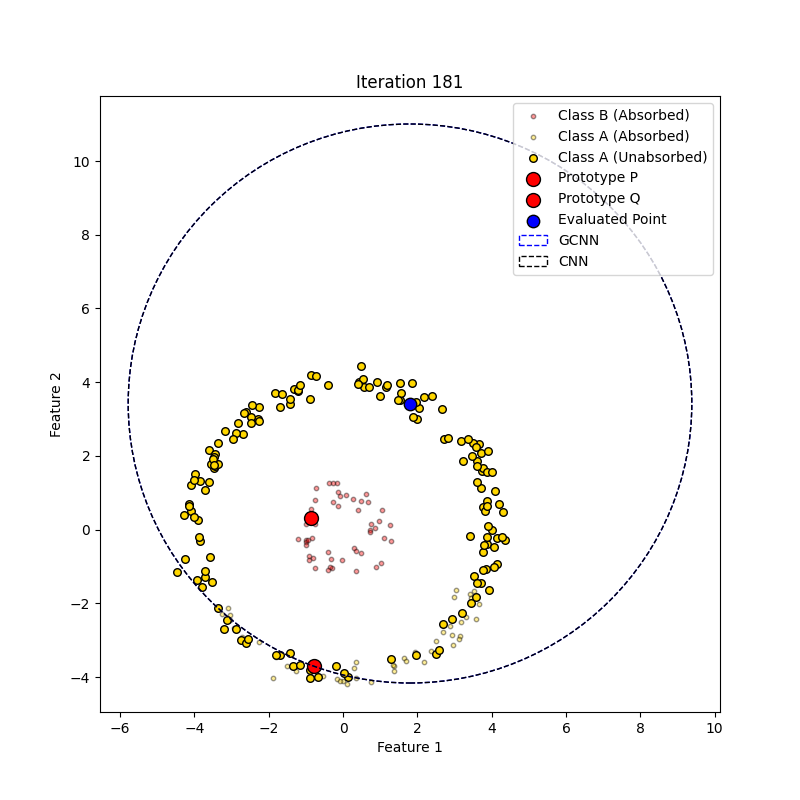 Iteration 181
Class B (Absorbed)
Class A (Absorbed)
Class A (Unabsorbed)
Prototype P
Prototype Q
Evaluated Point
GCNN
CNN
10
8
6
4
2
0
−2
−4
Feature 2
−6 −4 −2 0 2 4 6 8 10
Feature 1